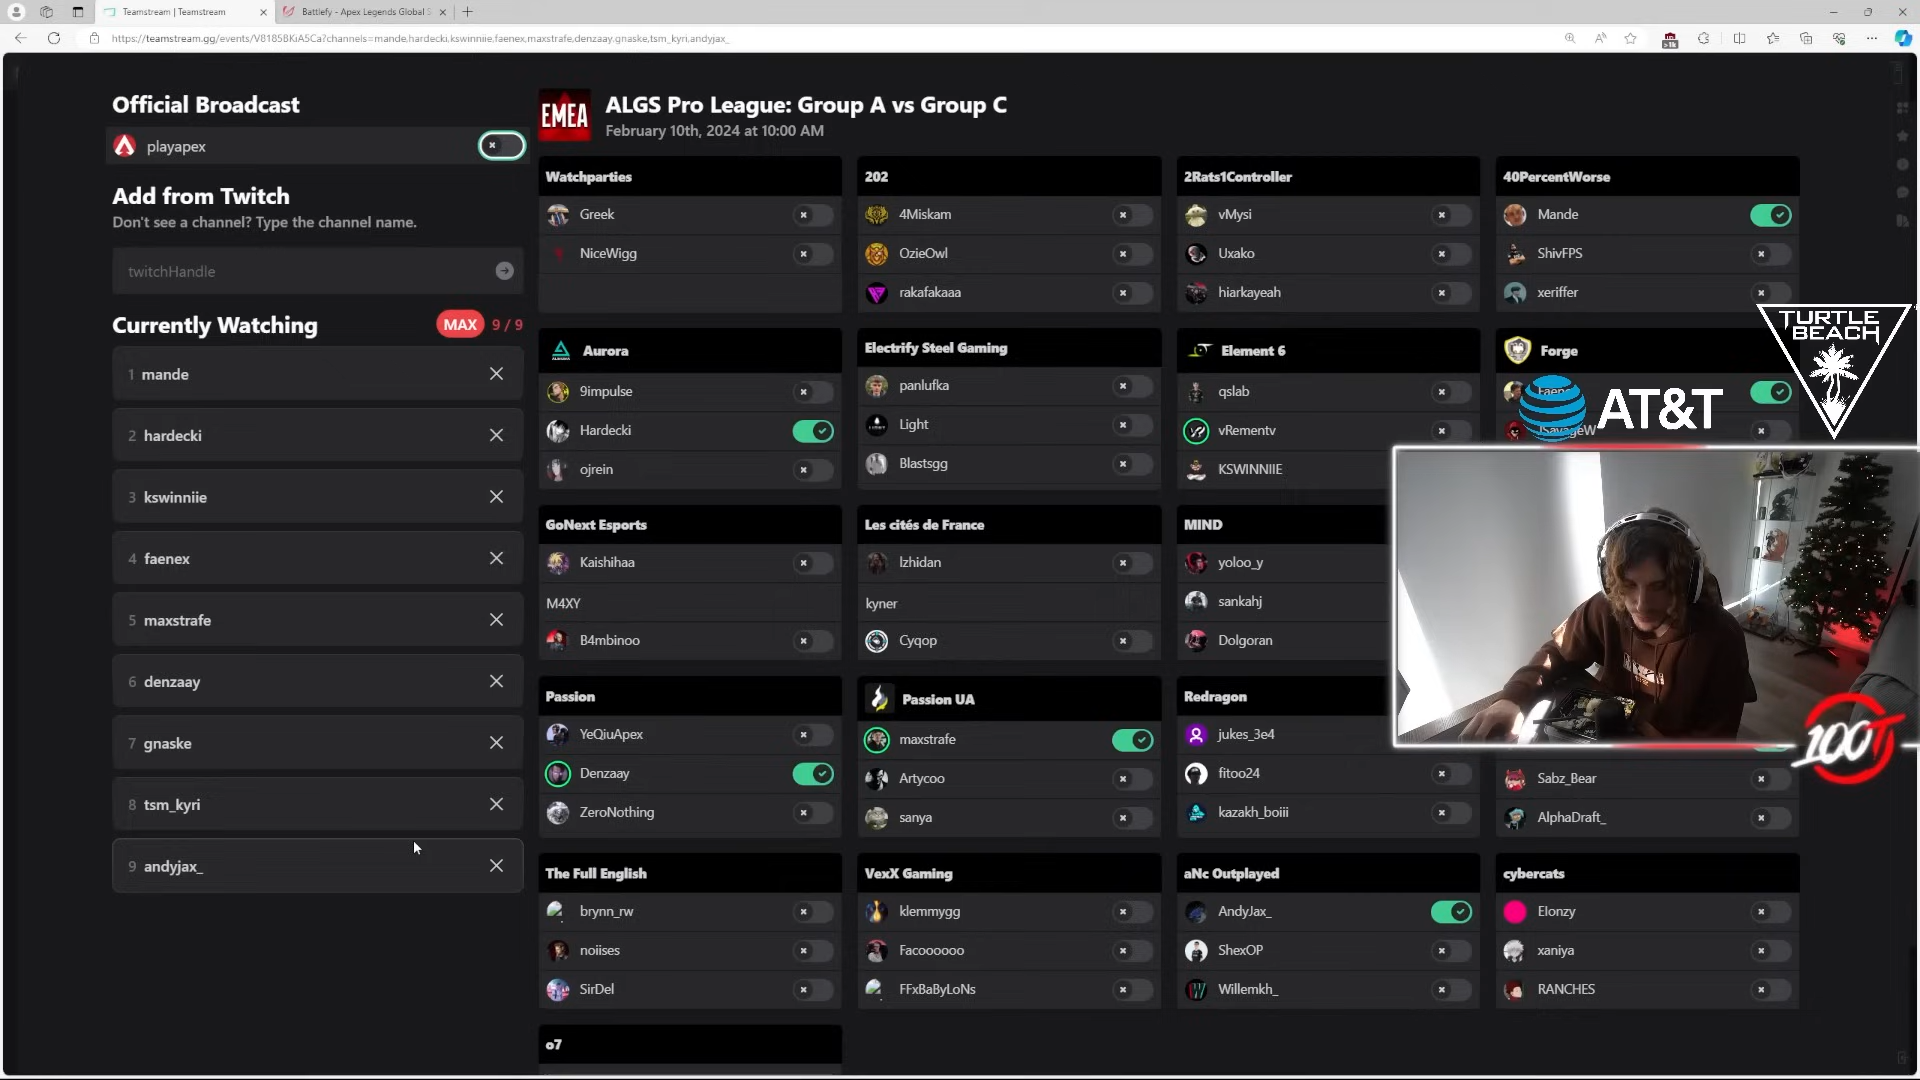 Teamstream | Teamstream
Battlefy - Apex Legends Global S
https://teamstream.gg/events/V8185BKiA5Ca?channels=mande,hardecki,kswinniie,faenex,maxstrafe,denzaay,gnaske,tsm_kyri,andyjax_
Official Broadcast
playapex
Add from Twitch
Don't see a channel? Type the channel name.
twitchHandle
Currently Watching
MAX 9 / 9
1 mande
2 hardecki
3 kswinniie
4 faenex
5 maxstrafe
6 denzaay
7 gnaske
8 tsm_kyri
9 andyjax_
EMEA
ALGS Pro League: Group A vs Group C
February 10th, 2024 at 10:00 AM
Watchparties
Greek
NiceWigg
202
4Miskam
OzieOwl
rakafakaaa
2Rats1Controller
vMysi
Uxako
hiarkayeah
40PercentWorse
Mande
ShivFPS
xeriffer
Aurora
9impulse
Hardecki
ojrein
Electrify Steel Gaming
panlufka
Light
Blastsgg
Element 6
qslab
vRementv
KSWINNIIE
Forge
GoNext Esports
Kaishihaa
M4XY
B4mbinoo
Les cités de France
lzhidan
kyner
Cyqop
MIND
yoloo_y
sankahj
Dolgoran
Passion
YeQiuApex
Denzaay
ZeroNothing
Passion UA
maxstrafe
Artycoo
sanya
Redragon
jukes_3e4
fitoo24
kazakh_boiii
Sabz_Bear
AlphaDraft_
The Full English
brynn_rw
noiises
SirDel
VexX Gaming
klemmygg
Facoooooo
FFxBaByLoNs
aNc Outplayed
AndyJax_
ShexOP
Willemkh_
cybercats
Elonzy
xaniya
RANCHES
o7
TURTLE
BEACH
AT&T
100T